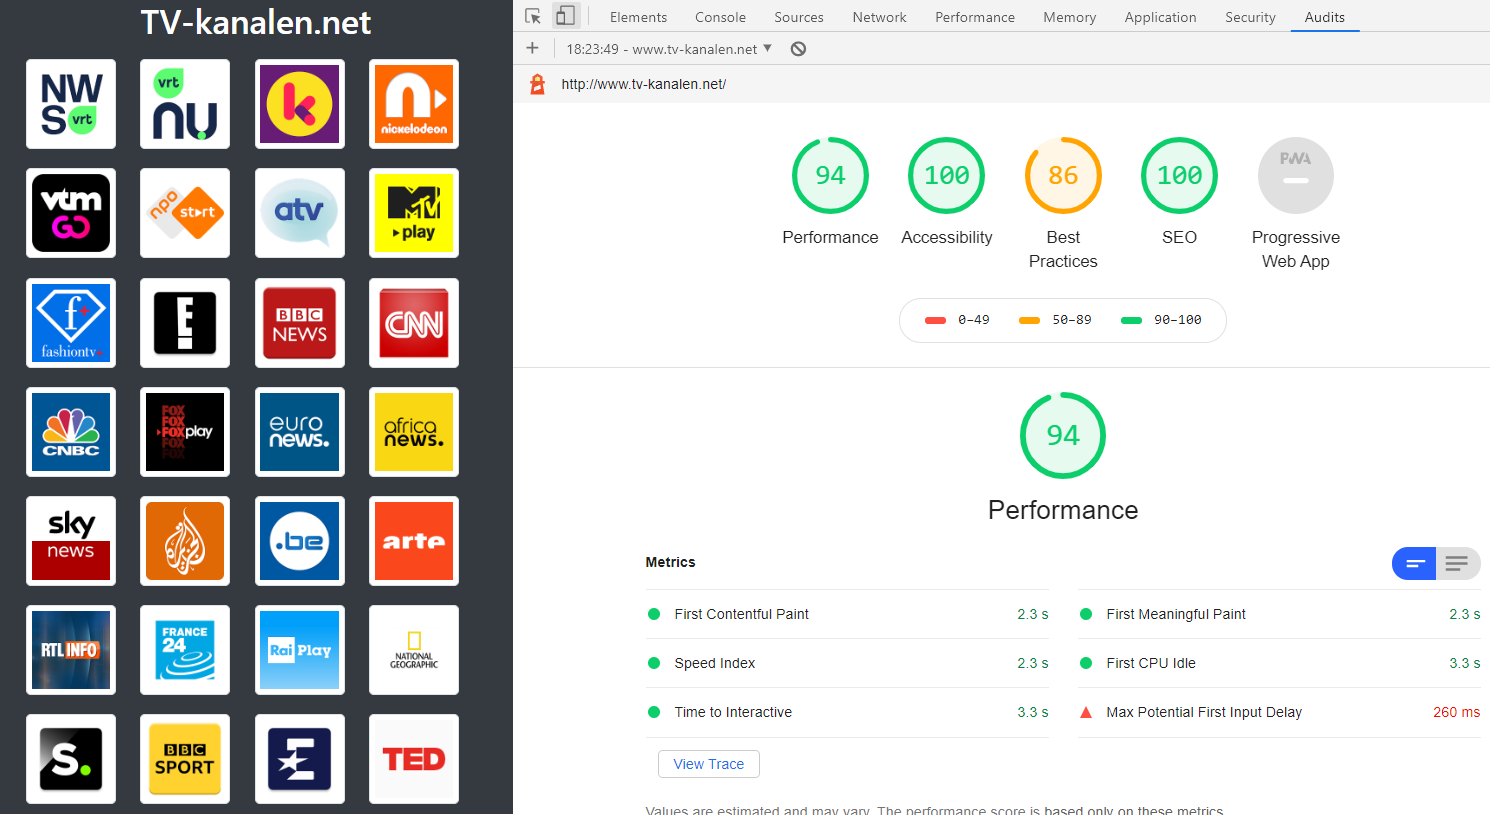 TV-kanalen.net
NW
S vrt
vrt
nu
k
n
nickelodeon
vtm
GO
npo start
atv
MTV
play
f+
fashiontv+
E!
BBC
NEWS
CNN
CNBC
FOX
FOX
FOX play
FOX
FOX
euro
news.
africa
news.
sky
news
.be
arte
RTL INFO
FRANCE
24
Rai Play
NATIONAL
GEOGRAPHIC
S.
BBC
SPORT
E
TED
Elements Console Sources Network Performance Memory Application Security Audits
+ 18:23:49 - www.tv-kanalen.net ▼
http://www.tv-kanalen.net/
94 100 86 100 PWA
Performance Accessibility Best Practices SEO Progressive Web App
0–49 50–89 90–100
94
Performance
Metrics
First Contentful Paint 2.3 s
First Meaningful Paint 2.3 s
Speed Index 2.3 s
First CPU Idle 3.3 s
Time to Interactive 3.3 s
Max Potential First Input Delay 260 ms
View Trace
Values are estimated and may vary. The performance score is based only on these metrics.